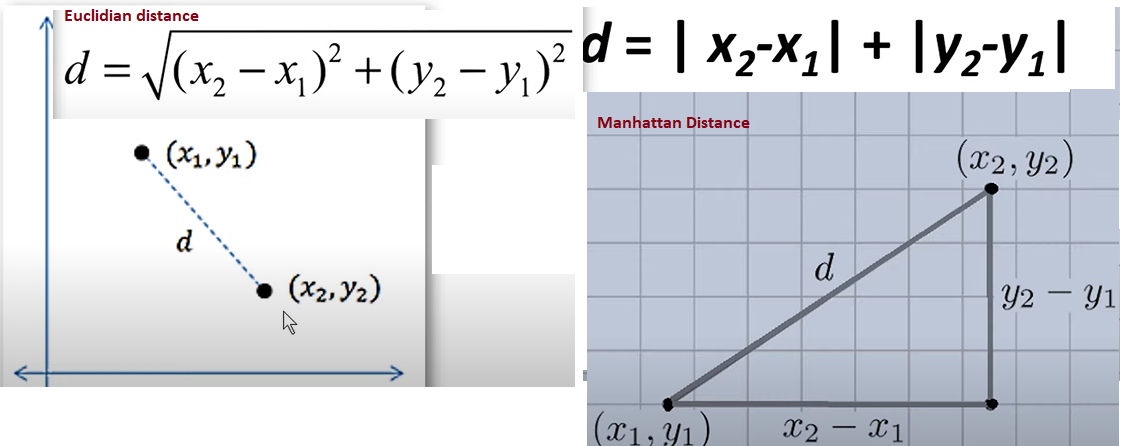 Euclidian distance
d = √(x₂ − x₁)² + (y₂ − y₁)²
(x₁, y₁)
d
(x₂, y₂)
d = | x₂-x₁| + |y₂-y₁|
Manhattan Distance
(x₂, y₂)
d
y₂ − y₁
(x₁, y₁)
x₂ − x₁